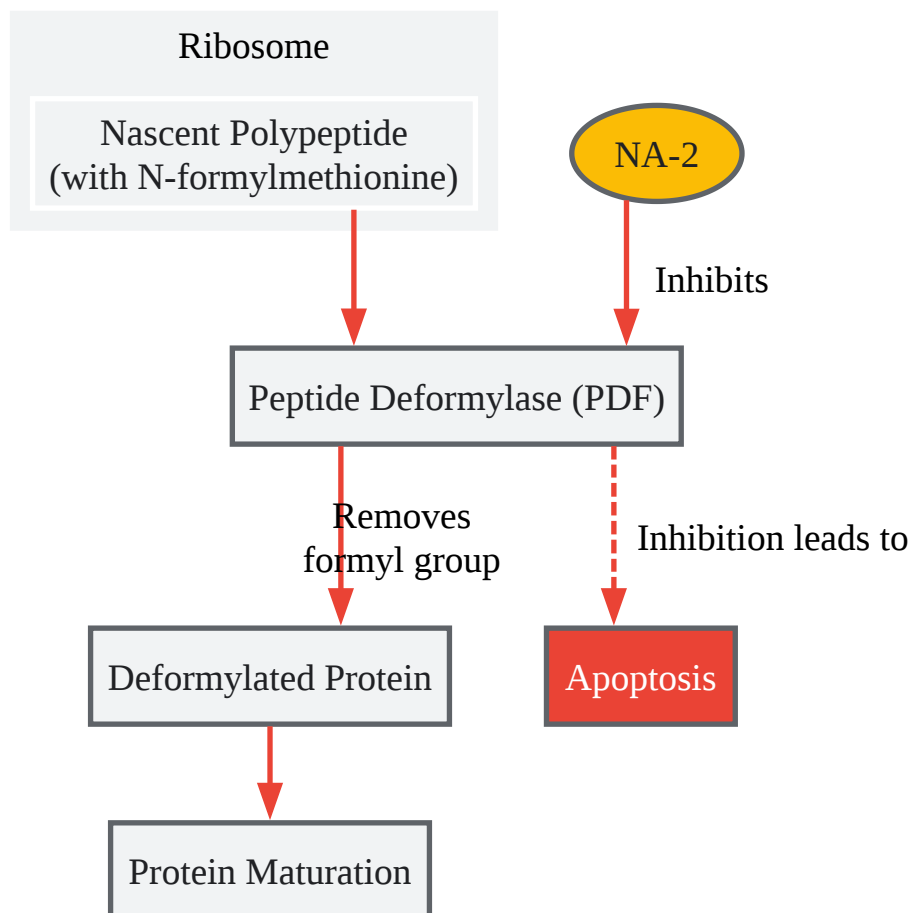 Ribosome
Nascent Polypeptide
(with N-formylmethionine)
NA-2
Inhibits
Peptide Deformylase (PDF)
Removes
formyl group
Inhibition leads to
Deformylated Protein
Apoptosis
Protein Maturation